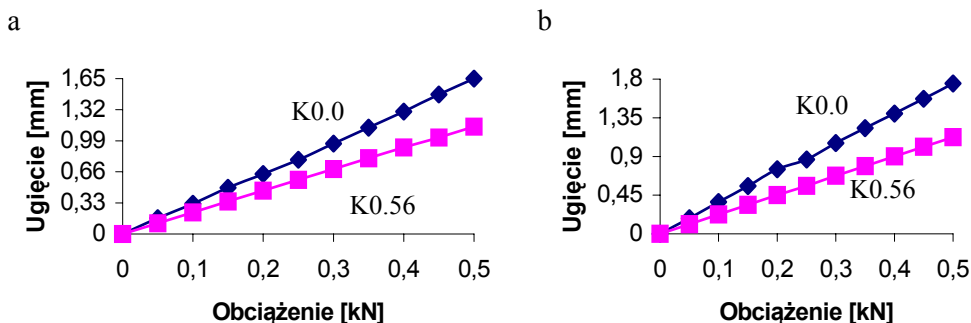 a
b
Ugięcie [mm]
1,65
1,32
0,99
0,66
0,33
0
K0.0
K0.56
0 0,1 0,2 0,3 0,4 0,5
Obciążenie [kN]
Ugięcie [mm]
1,8
1,35
0,9
0,45
0
K0.0
K0.56
0 0,1 0,2 0,3 0,4 0,5
Obciążenie [kN]